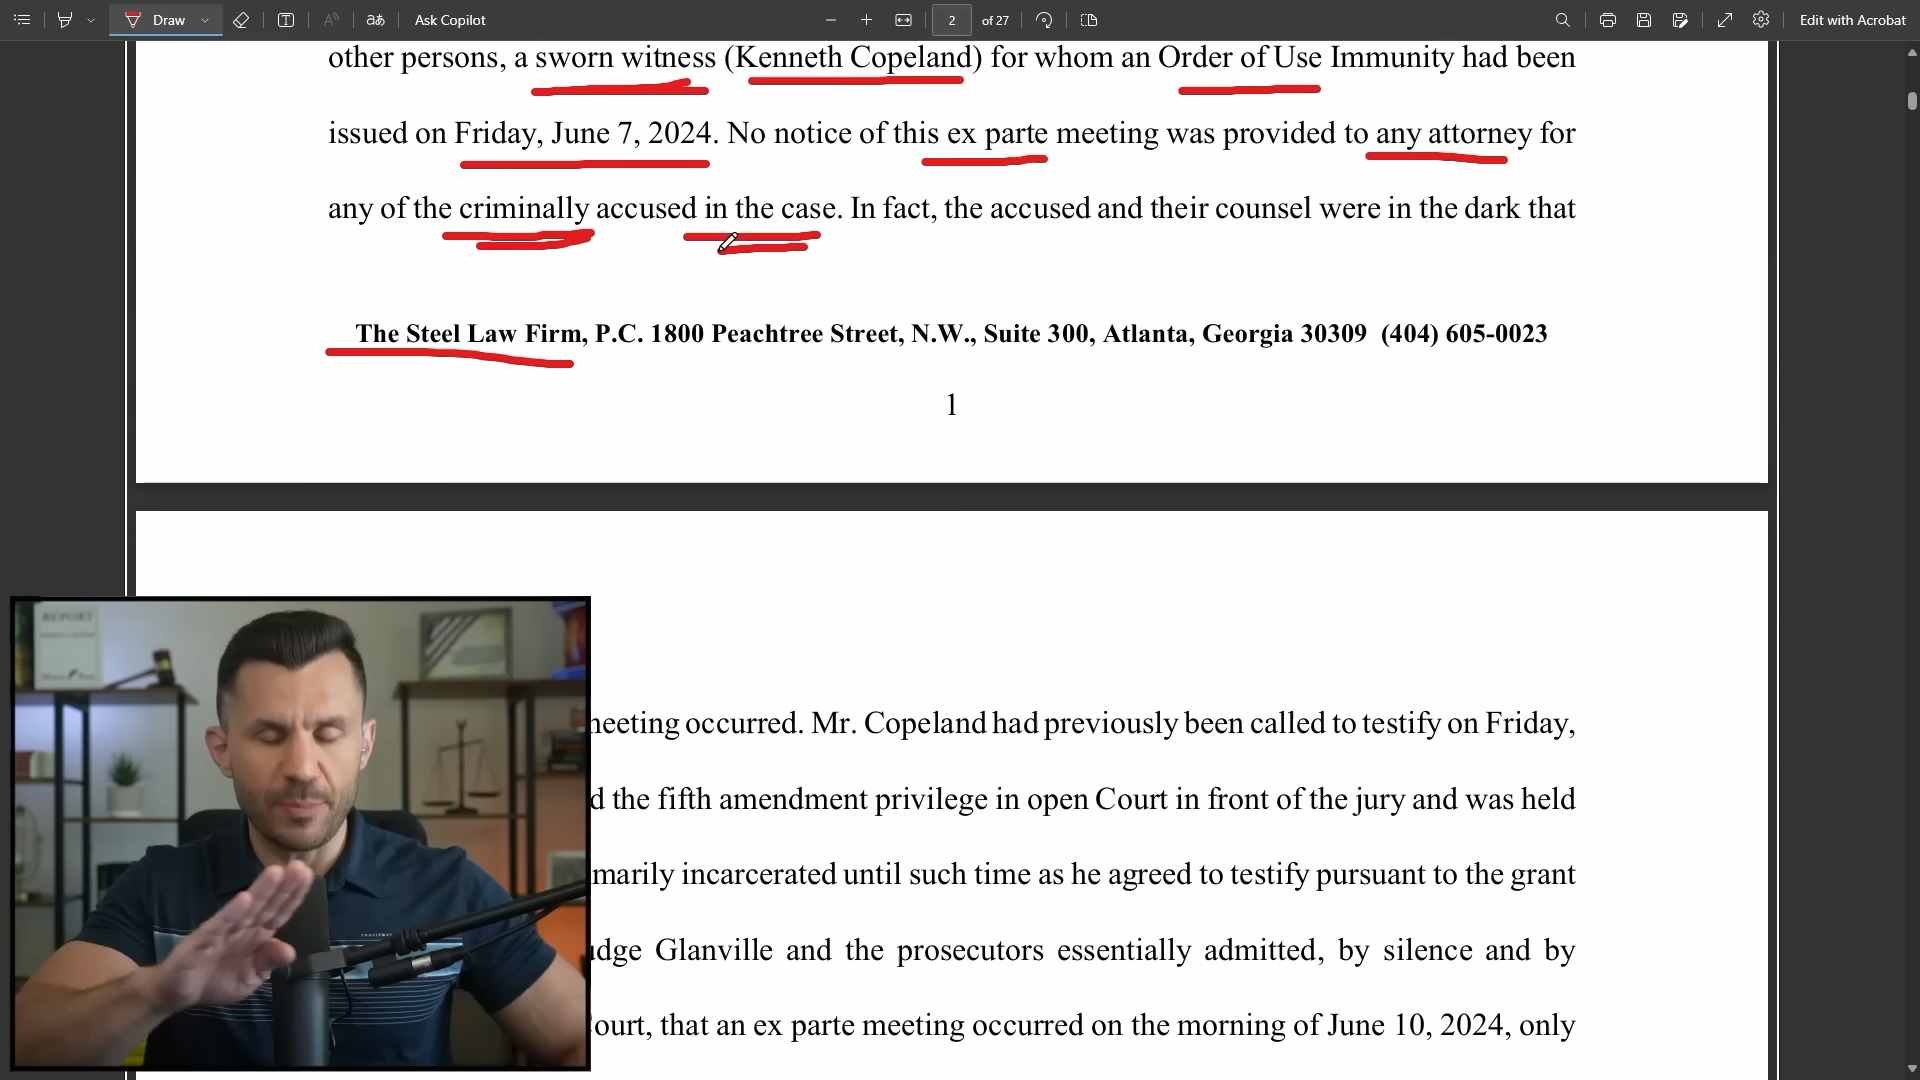 Draw
Ask Copilot
2
of 27
Edit with Acrobat
other persons, a sworn witness (Kenneth Copeland) for whom an Order of Use Immunity had been
issued on Friday, June 7, 2024. No notice of this ex parte meeting was provided to any attorney for
any of the criminally accused in the case. In fact, the accused and their counsel were in the dark that
The Steel Law Firm, P.C. 1800 Peachtree Street, N.W., Suite 300, Atlanta, Georgia 30309 (404) 605-0023
1
REPORT
meeting occurred. Mr. Copeland had previously been called to testify on Friday,
the fifth amendment privilege in open Court in front of the jury and was held
marily incarcerated until such time as he agreed to testify pursuant to the grant
udge Glanville and the prosecutors essentially admitted, by silence and by
Court, that an ex parte meeting occurred on the morning of June 10, 2024, only